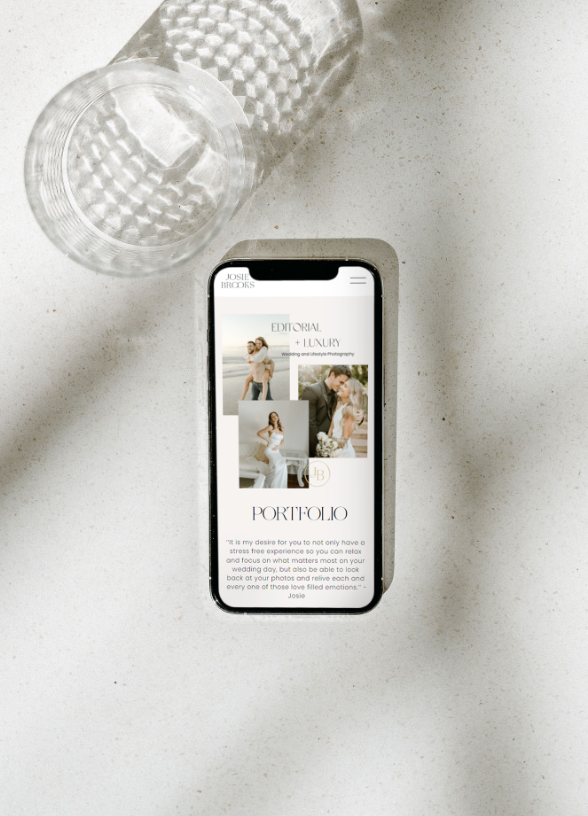 JOSIE
BROOKS
EDITORIAL
+ LUXURY
Wedding and Lifestyle Photography
JB
PORTFOLIO
"It is my desire for you to not only have a
stress free experience so you can relax
and focus on what matters most on your
wedding day, but also be able to look
back at your photos and relive each and
every one of those love filled emotions." -
Josie